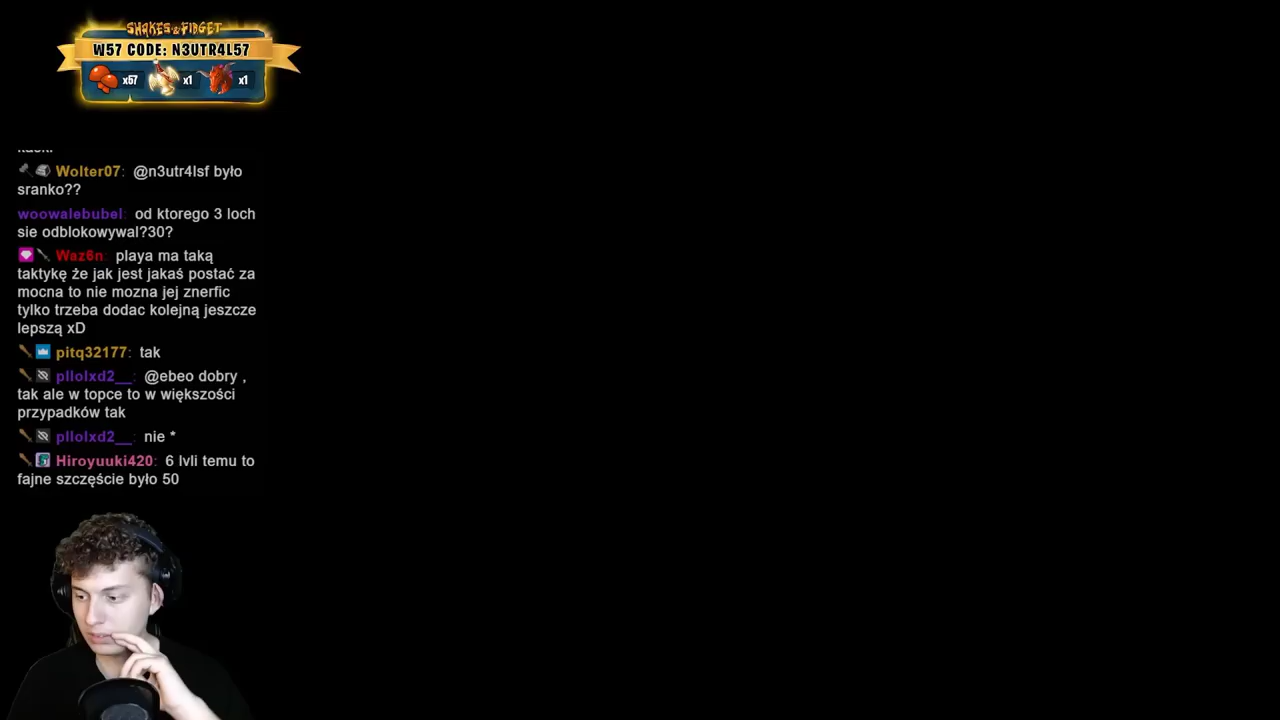 SHAKES & FIDGET
W57 CODE: N3UTR4L57
x57 x1 x1
Wolter07: @n3utr4lsf było
sranko??
woowalebubel: od ktorego 3 loch
sie odblokowywal?30?
Waz6n: playa ma taką
taktykę że jak jest jakaś postać za
mocna to nie mozna jej znerfic
tylko trzeba dodac kolejną jeszcze
lepszą xD
pitq32177: tak
pllolxd2__: @ebeo dobry ,
tak ale w topce to w większości
przypadków tak
pllolxd2__: nie *
Hiroyuuki420: 6 lvli temu to
fajne szczęście było 50